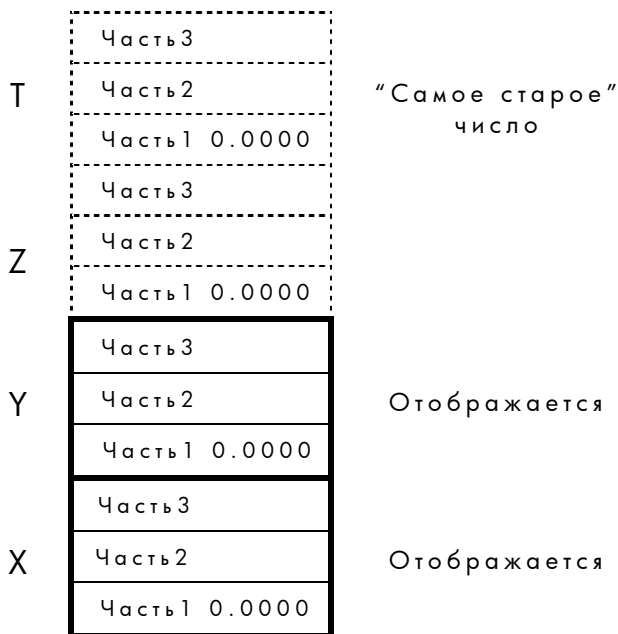 Часть3
T
Часть2
“Самое старое”
число
Часть1 0.0000
Часть3
Z
Часть2
Часть1 0.0000
Часть3
Y
Часть2
Отображается
Часть1 0.0000
Часть3
X
Часть2
Отображается
Часть1 0.0000